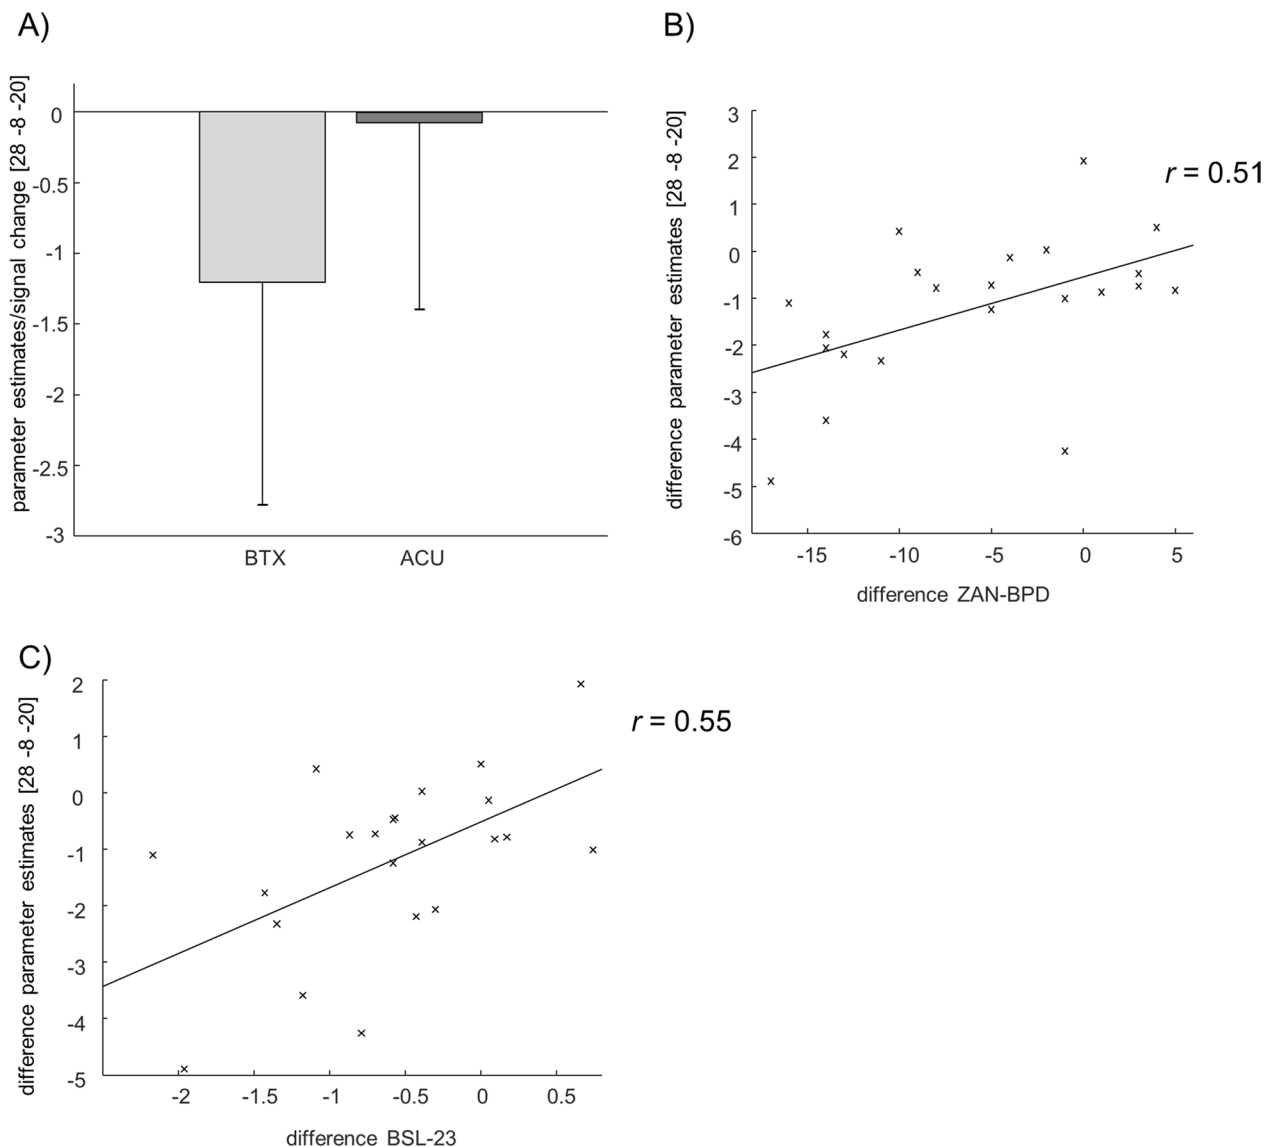 A)
parameter estimates/signal change [28 -8 -20]
0
-0.5
-1
-1.5
-2
-2.5
-3
BTX ACU
B)
difference parameter estimates [28 -8 -20]
3
2
1
0
-1
-2
-3
-4
-5
-6
r = 0.51
-15 -10 -5 0 5
difference ZAN-BPD
C)
difference parameter estimates [28 -8 -20]
2
1
0
-1
-2
-3
-4
-5
r = 0.55
-2 -1.5 -1 -0.5 0 0.5
difference BSL-23